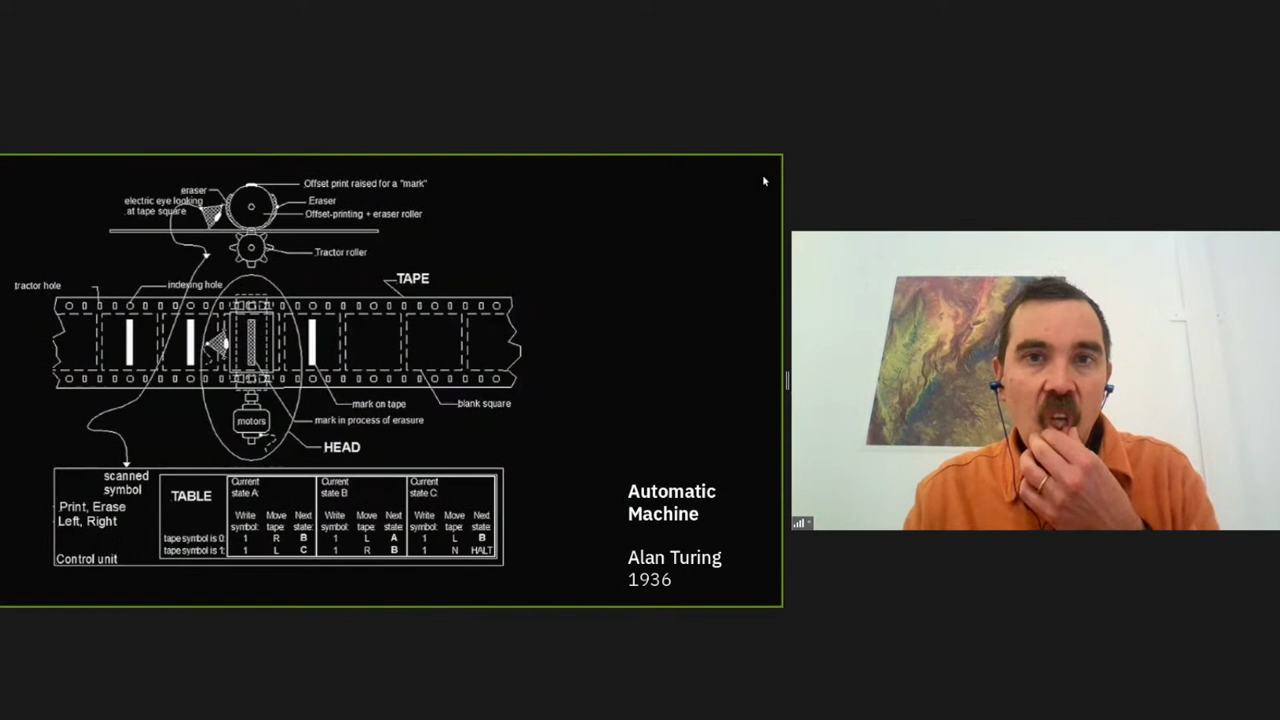 Offset print raised for a "mark"
eraser
electric eye looking
at tape square
Eraser
Offset-printing + eraser roller
Tractor roller
tractor hole
indexing hole
TAPE
mark on tape
blank square
motors
mark in process of erasure
HEAD
scanned
symbol
Print, Erase
Left, Right
Control unit
TABLE
Current
state A:
Current
state B:
Current
state C:
Write
symbol:
Move
tape:
Next
state:
Write
symbol:
Move
tape:
Next
state:
Write
symbol:
Move
tape:
Next
state:
tape symbol is 0: 1 R B 1 L A 1 L B
tape symbol is 1: 1 L C 1 R B 1 N HALT
Automatic
Machine
Alan Turing
1936